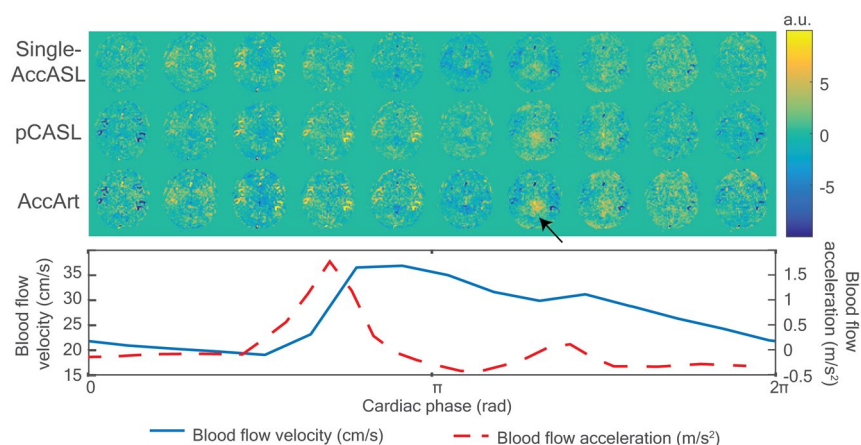 a.u.
Single-
AccASL
pCASL
AccArt
5
0
-5
Blood flow
velocity (cm/s)
35
30
25
20
15
1.5
1
0.5
0
-0.5
Blood flow
acceleration (m/s²)
0
π
2π
Cardiac phase (rad)
Blood flow velocity (cm/s)
Blood flow acceleration (m/s²)